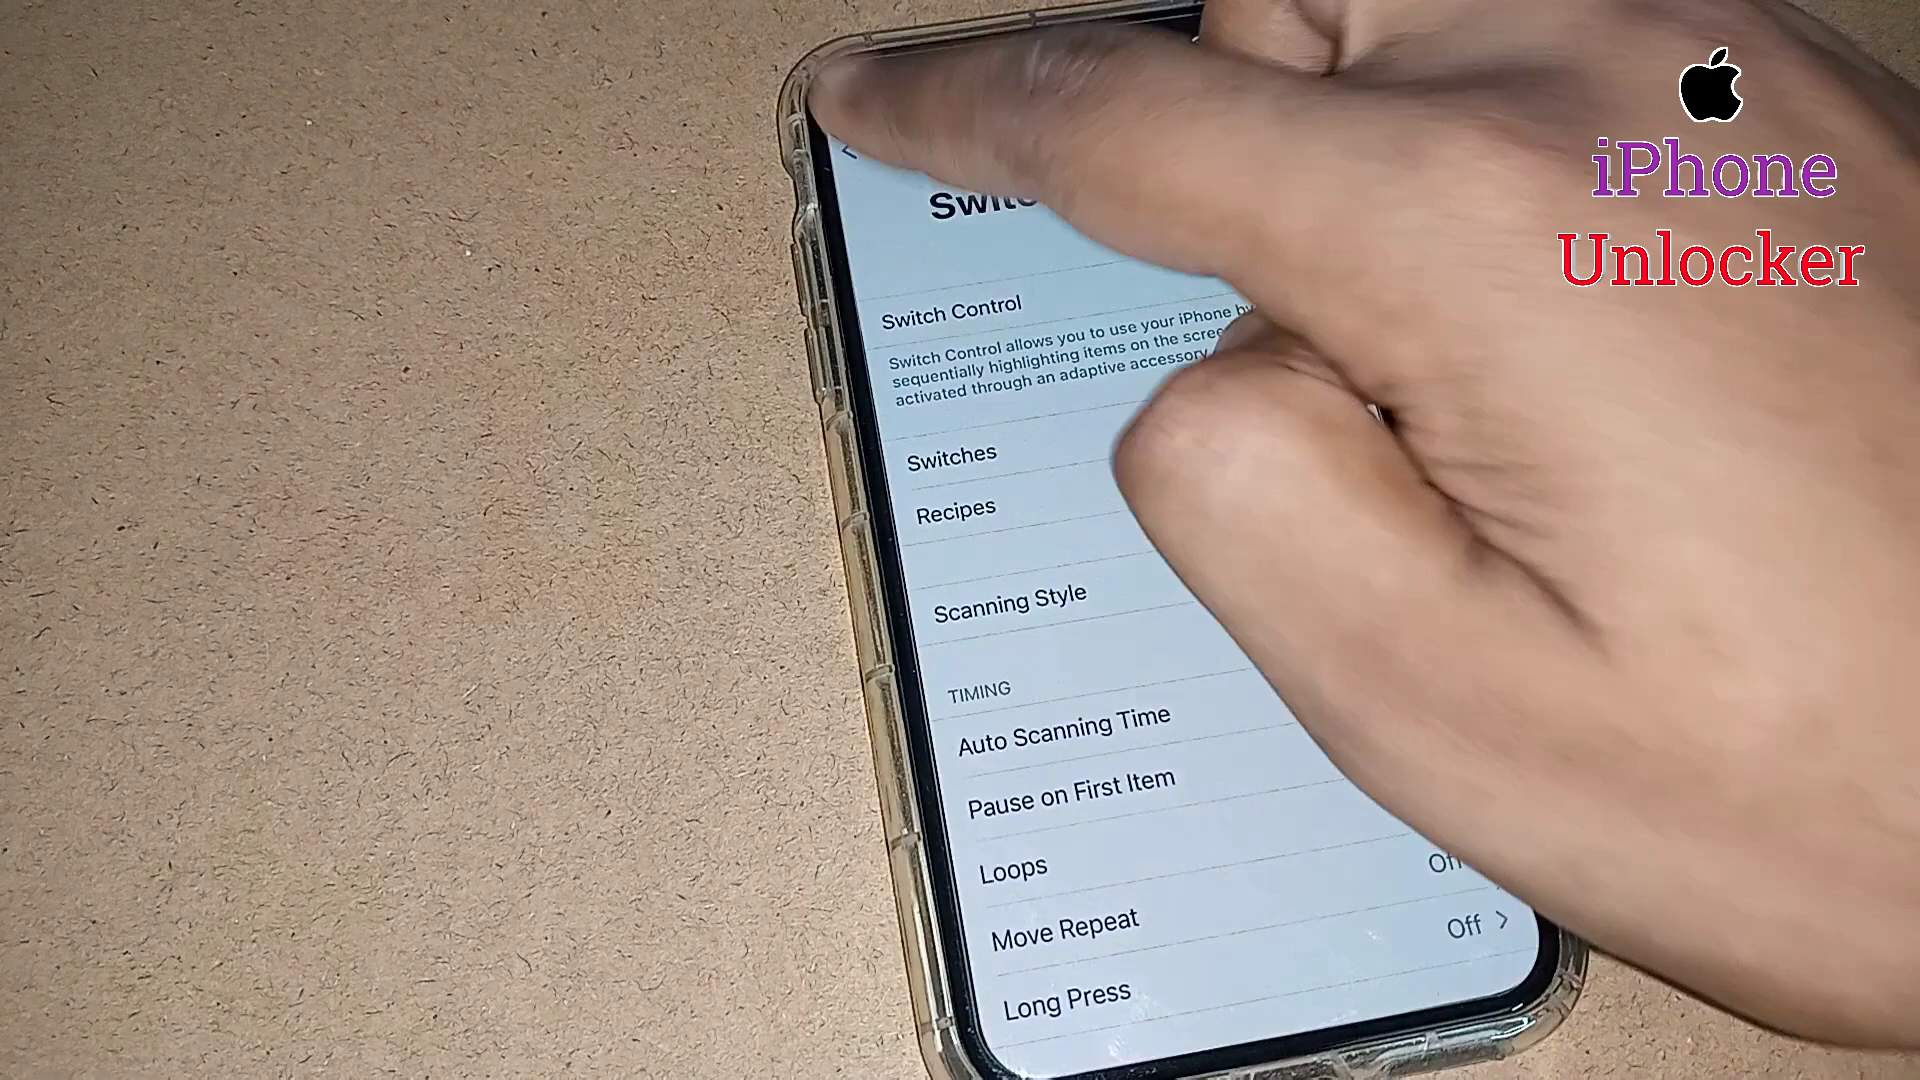 iPhone
Unlocker
Switch Control
Switch Control allows you to use your iPhone by
sequentially highlighting items on the
activated through an adaptive accessory
Switches
Recipes
Scanning Style
TIMING
Auto Scanning Time
Pause on First Item
Loops
Move Repeat
Off
Long Press